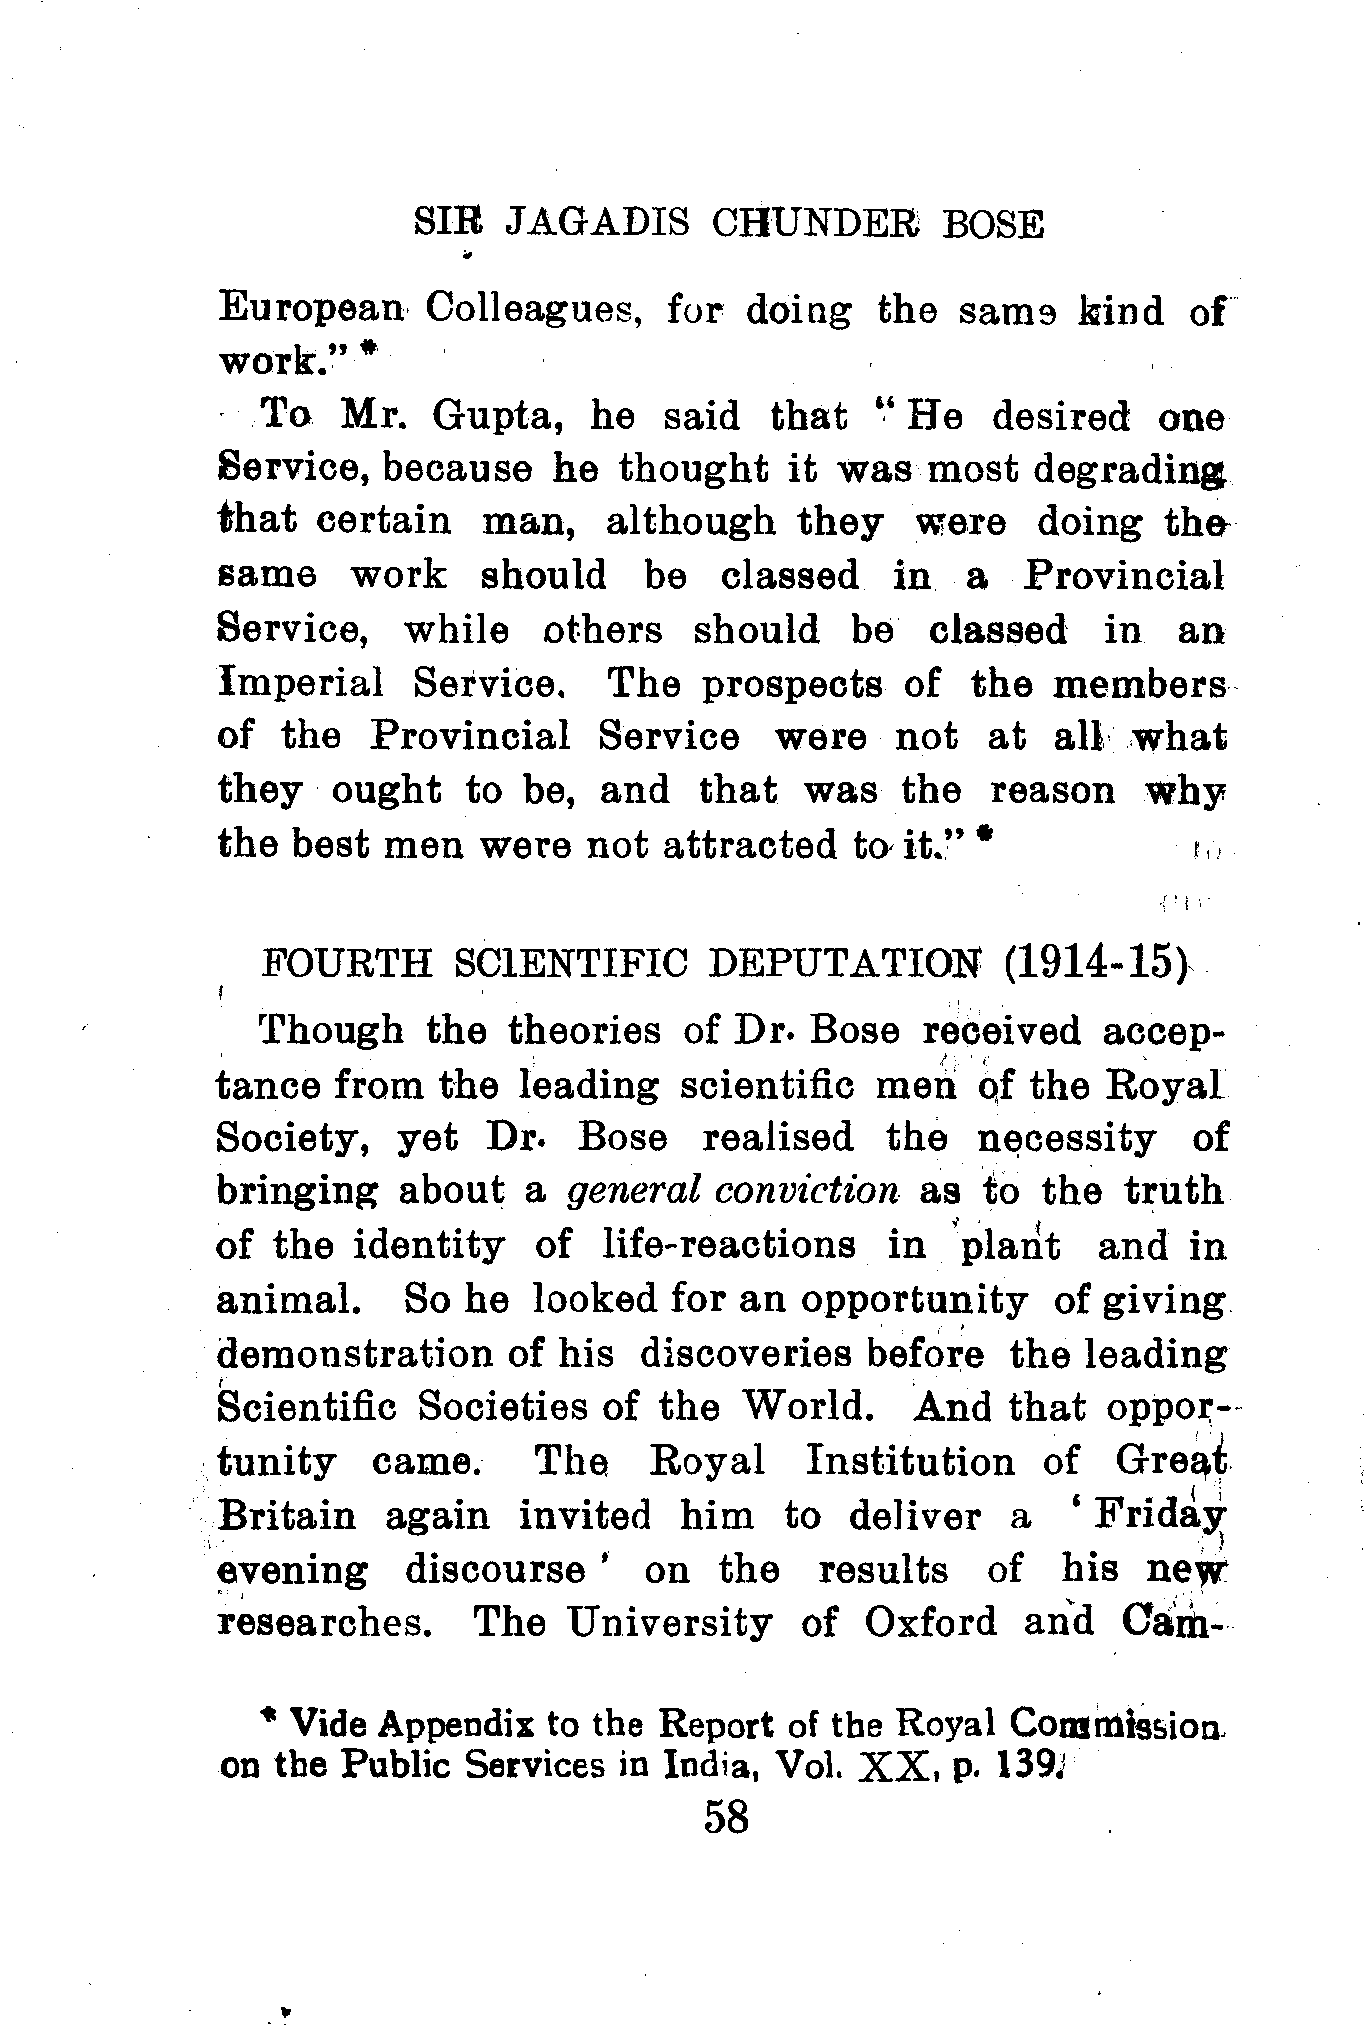 SIR JAGADIS CHUNDER BOSE
European Colleagues, for doing the same kind of
work." *
To Mr. Gupta, he said that " He desired one
Service, because he thought it was most degrading
that certain man, although they were doing the
same work should be classed in a Provincial
Service, while others should be classed in an
Imperial Service. The prospects of the members
of the Provincial Service were not at all what
they ought to be, and that was the reason why
the best men were not attracted to it." *
FOURTH SCIENTIFIC DEPUTATION (1914-15)
Though the theories of Dr. Bose received accep-
tance from the leading scientific men of the Royal
Society, yet Dr. Bose realised the necessity of
bringing about a general conviction as to the truth
of the identity of life-reactions in plant and in
animal. So he looked for an opportunity of giving
demonstration of his discoveries before the leading
Scientific Societies of the World. And that oppor-
tunity came. The Royal Institution of Great
Britain again invited him to deliver a ' Friday
evening discourse ' on the results of his new
researches. The University of Oxford and Cam-
* Vide Appendix to the Report of the Royal Commission
on the Public Services in India, Vol. XX, p. 139.
58